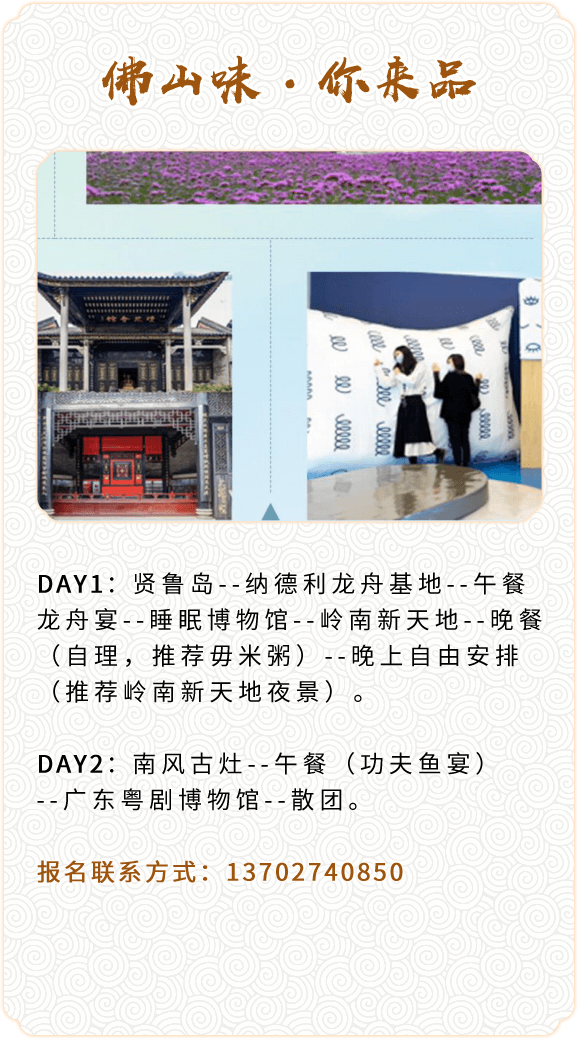 佛山味·你来品
DAY1：贤鲁岛--纳德利龙舟基地--午餐
龙舟宴--睡眠博物馆--岭南新天地--晚餐
（自理，推荐毋米粥）--晚上自由安排
（推荐岭南新天地夜景）。
DAY2：南风古灶--午餐（功夫鱼宴）
--广东粤剧博物馆--散团。
报名联系方式：13702740850